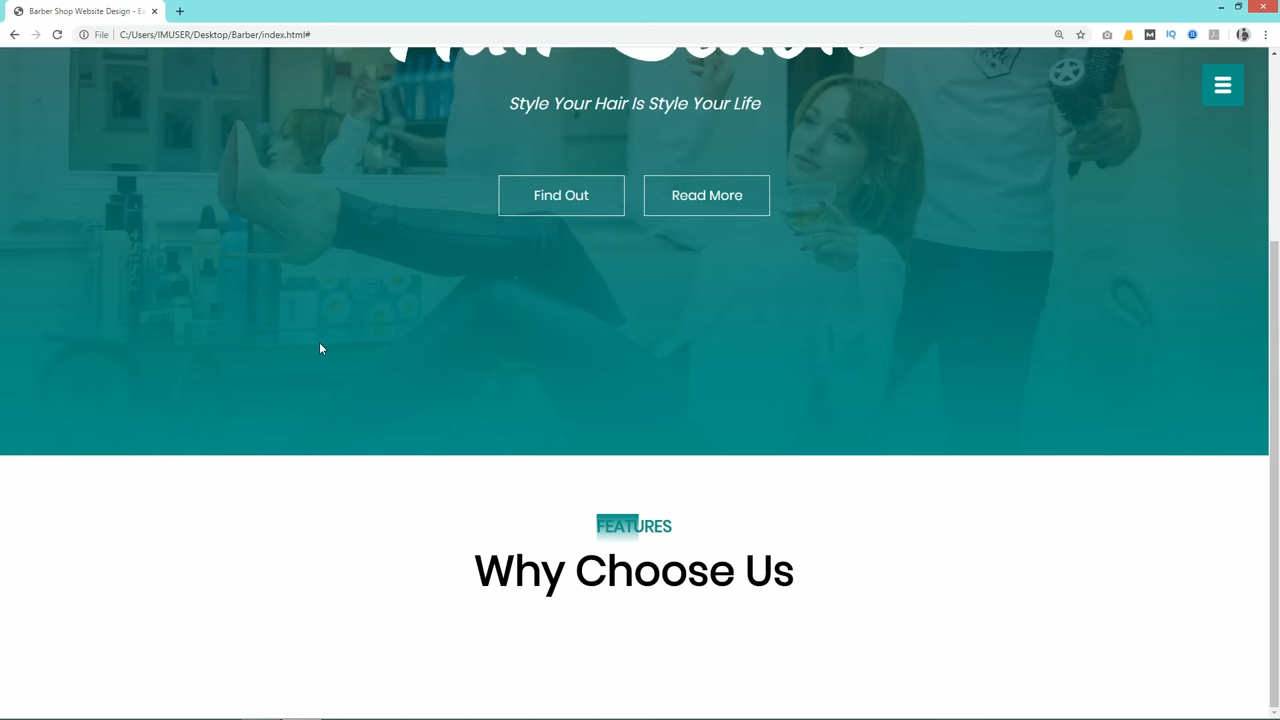 Barber Shop Website Design - Ea
File
C:/Users/IMUSER/Desktop/Barber/index.html#
Style Your Hair Is Style Your Life
Find Out
Read More
FEATURES
Why Choose Us